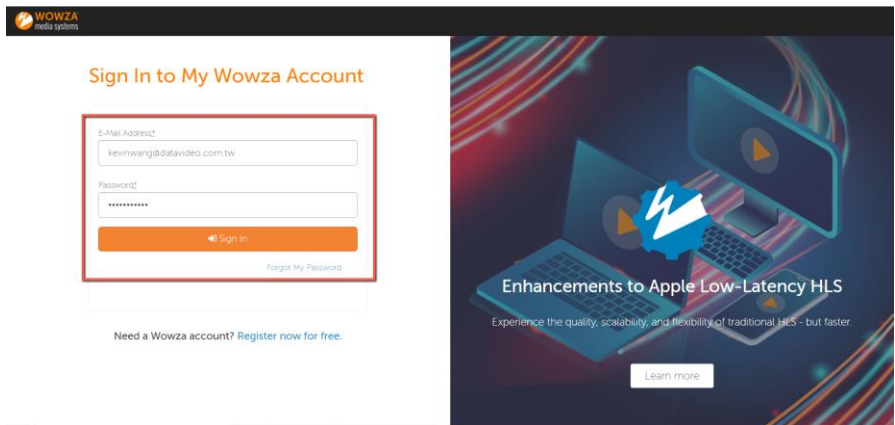 WOWZA
media systems
Sign In to My Wowza Account
E-Mail Address*
kevinwang@datavideo.com.tw
Password*
•••••••••••
Sign In
Forgot My Password
Need a Wowza account? Register now for free.
Enhancements to Apple Low-Latency HLS
Experience the quality, scalability, and flexibility of traditional HLS - but faster.
Learn more